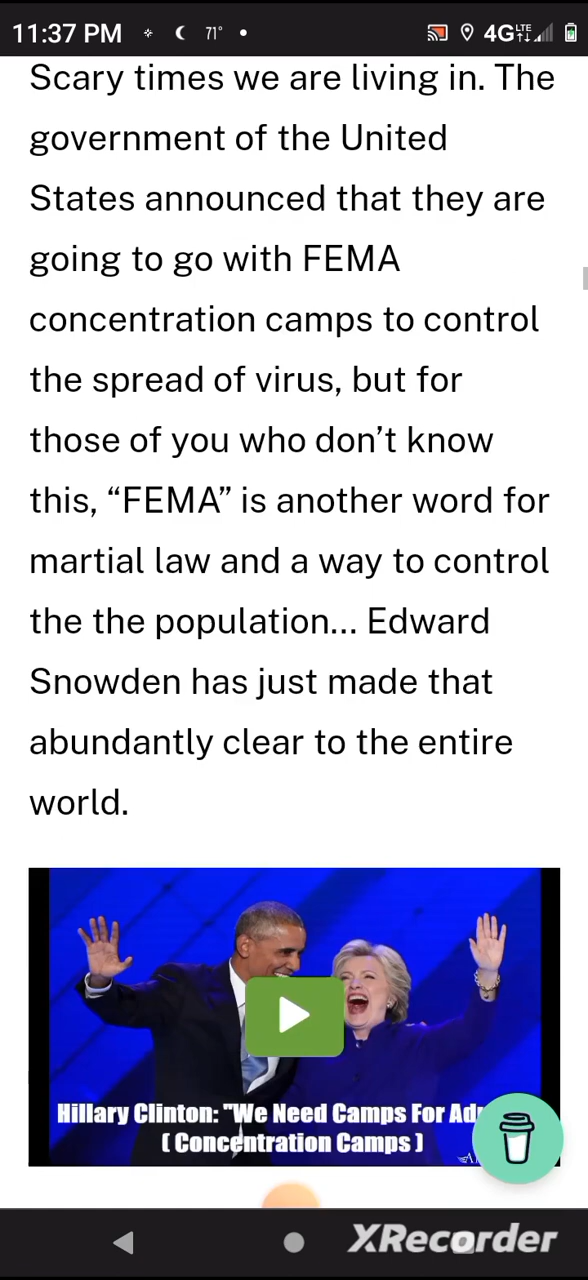 11:37 PM 71° 4G LTE
Scary times we are living in. The
government of the United
States announced that they are
going to go with FEMA
concentration camps to control
the spread of virus, but for
those of you who don’t know
this, “FEMA” is another word for
martial law and a way to control
the the population... Edward
Snowden has just made that
abundantly clear to the entire
world.
Hillary Clinton: "We Need Camps For
( Concentration Camps )
XRecorder